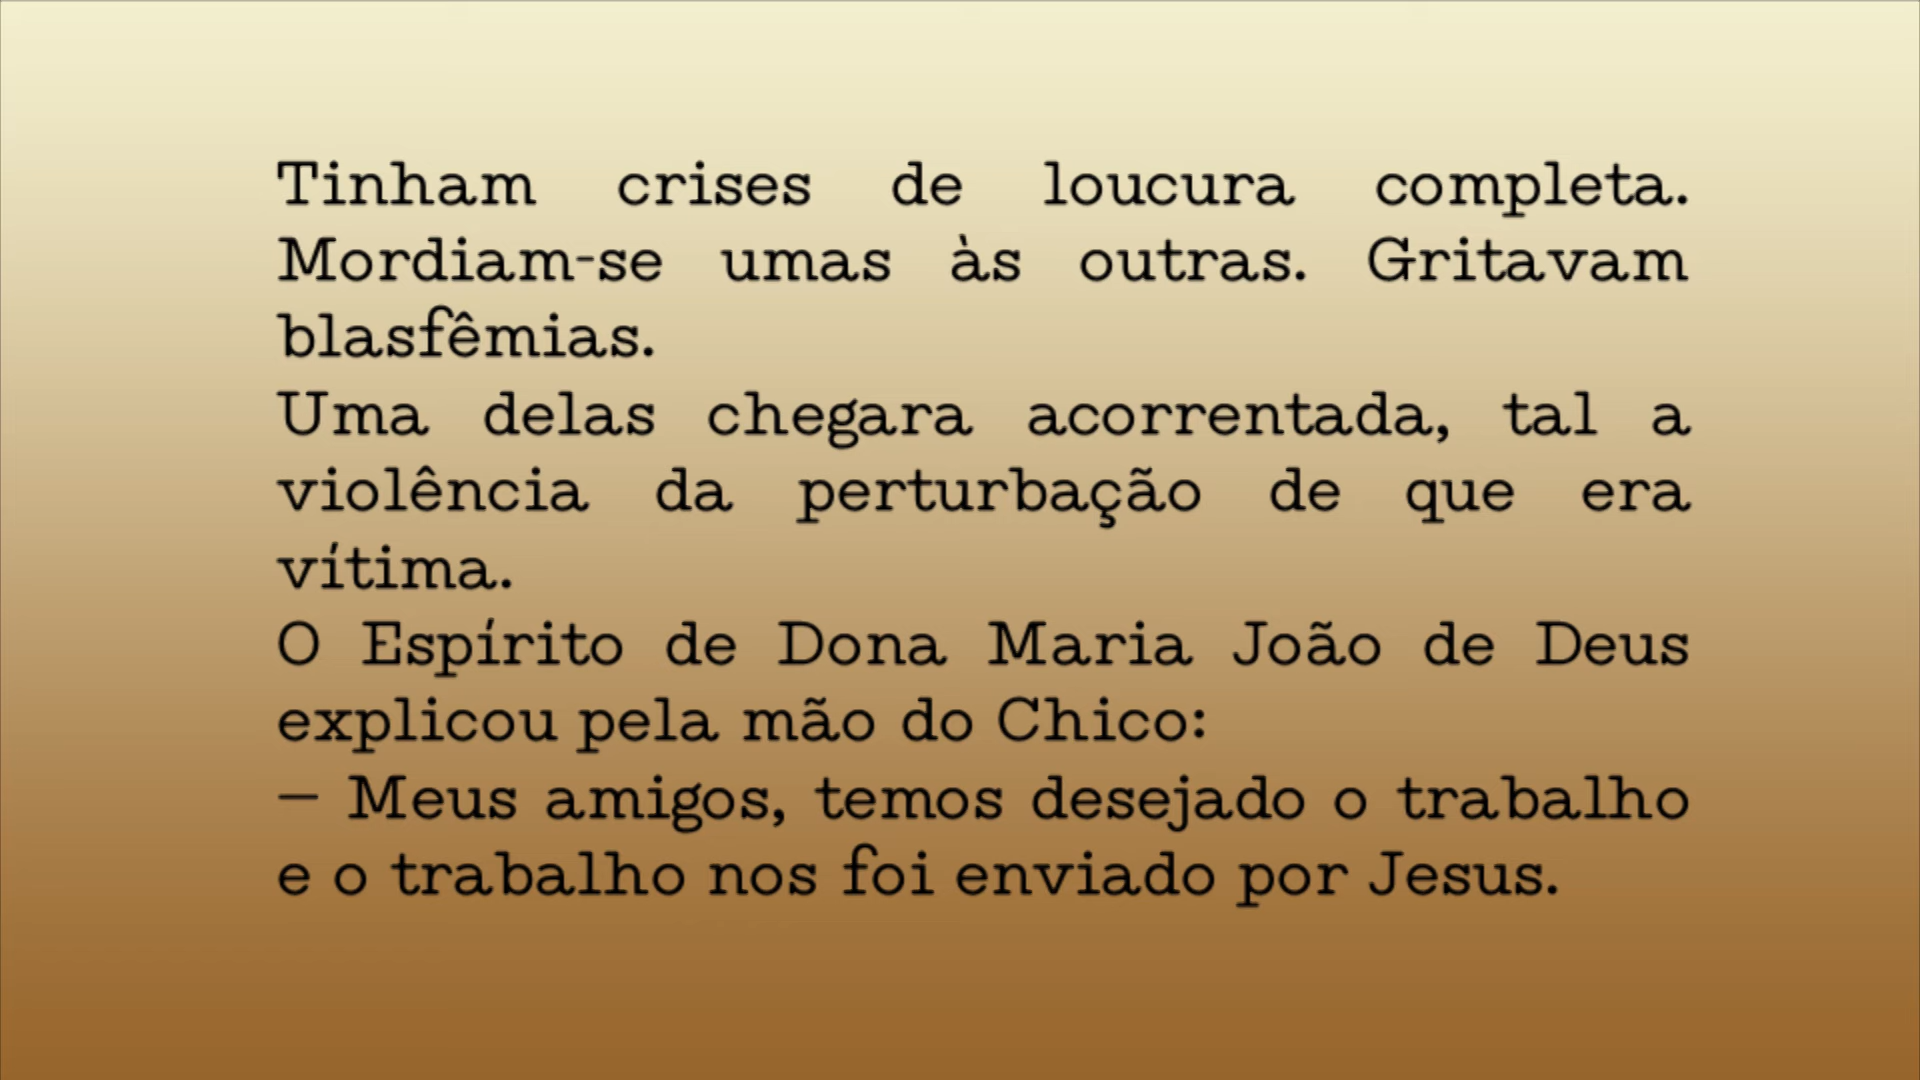 Tinham crises de loucura completa.
Mordiam-se umas às outras. Gritavam
blasfêmias.
Uma delas chegara acorrentada, tal a
violência da perturbação de que era
vítima.
O Espírito de Dona Maria João de Deus
explicou pela mão do Chico:
— Meus amigos, temos desejado o trabalho
e o trabalho nos foi enviado por Jesus.